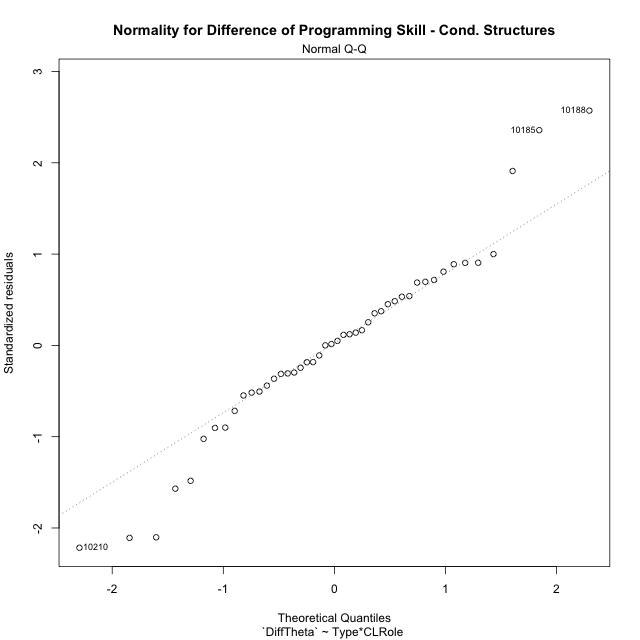 Normality for Difference of Programming Skill - Cond. Structures
Normal Q-Q
3
2
1
0
-1
-2
Standardized residuals
10188
10185
10210
-2 -1 0 1 2
Theoretical Quantiles
`DiffTheta` ~ Type*CLRole